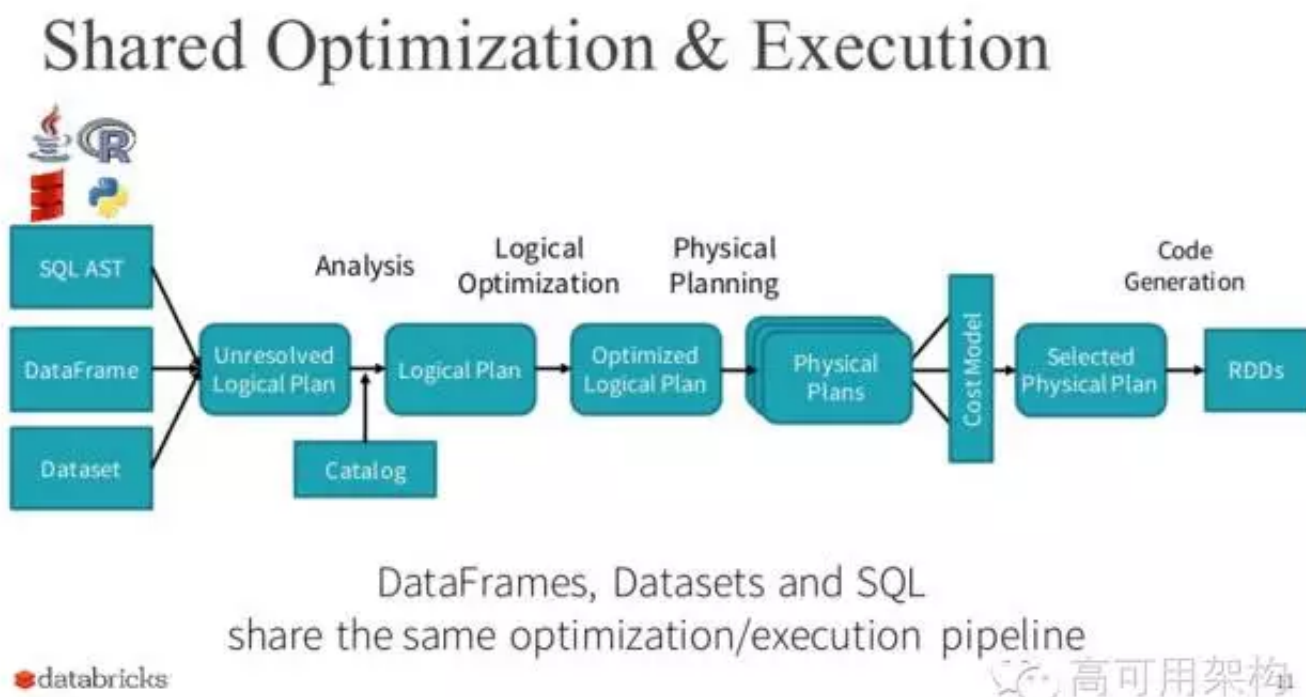 Shared Optimization & Execution
R
SQL AST
DataFrame
Dataset
Unresolved
Logical Plan
Analysis
Catalog
Logical Plan
Logical
Optimization
Optimized
Logical Plan
Physical
Planning
Physical
Plans
Cost Model
Selected
Physical Plan
Code
Generation
RDDs
DataFrames, Datasets and SQL
share the same optimization/execution pipeline
databricks
高可用架构
11